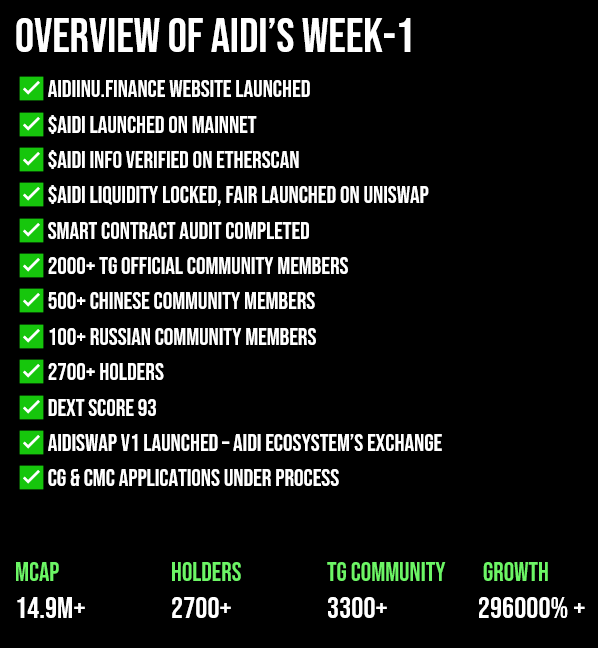 OVERVIEW OF AIDI'S WEEK-1
✅ AIDIINU.FINANCE WEBSITE LAUNCHED
✅ $AIDI LAUNCHED ON MAINNET
✅ $AIDI INFO VERIFIED ON ETHERSCAN
✅ $AIDI LIQUIDITY LOCKED, FAIR LAUNCHED ON UNISWAP
✅ SMART CONTRACT AUDIT COMPLETED
✅ 2000+ TG OFFICIAL COMMUNITY MEMBERS
✅ 500+ CHINESE COMMUNITY MEMBERS
✅ 100+ RUSSIAN COMMUNITY MEMBERS
✅ 2700+ HOLDERS
✅ DEXT SCORE 93
✅ AIDISWAP V1 LAUNCHED – AIDI ECOSYSTEM'S EXCHANGE
✅ CG & CMC APPLICATIONS UNDER PROCESS
MCAP HOLDERS TG COMMUNITY GROWTH
14.9M+ 2700+ 3300+ 296000% +